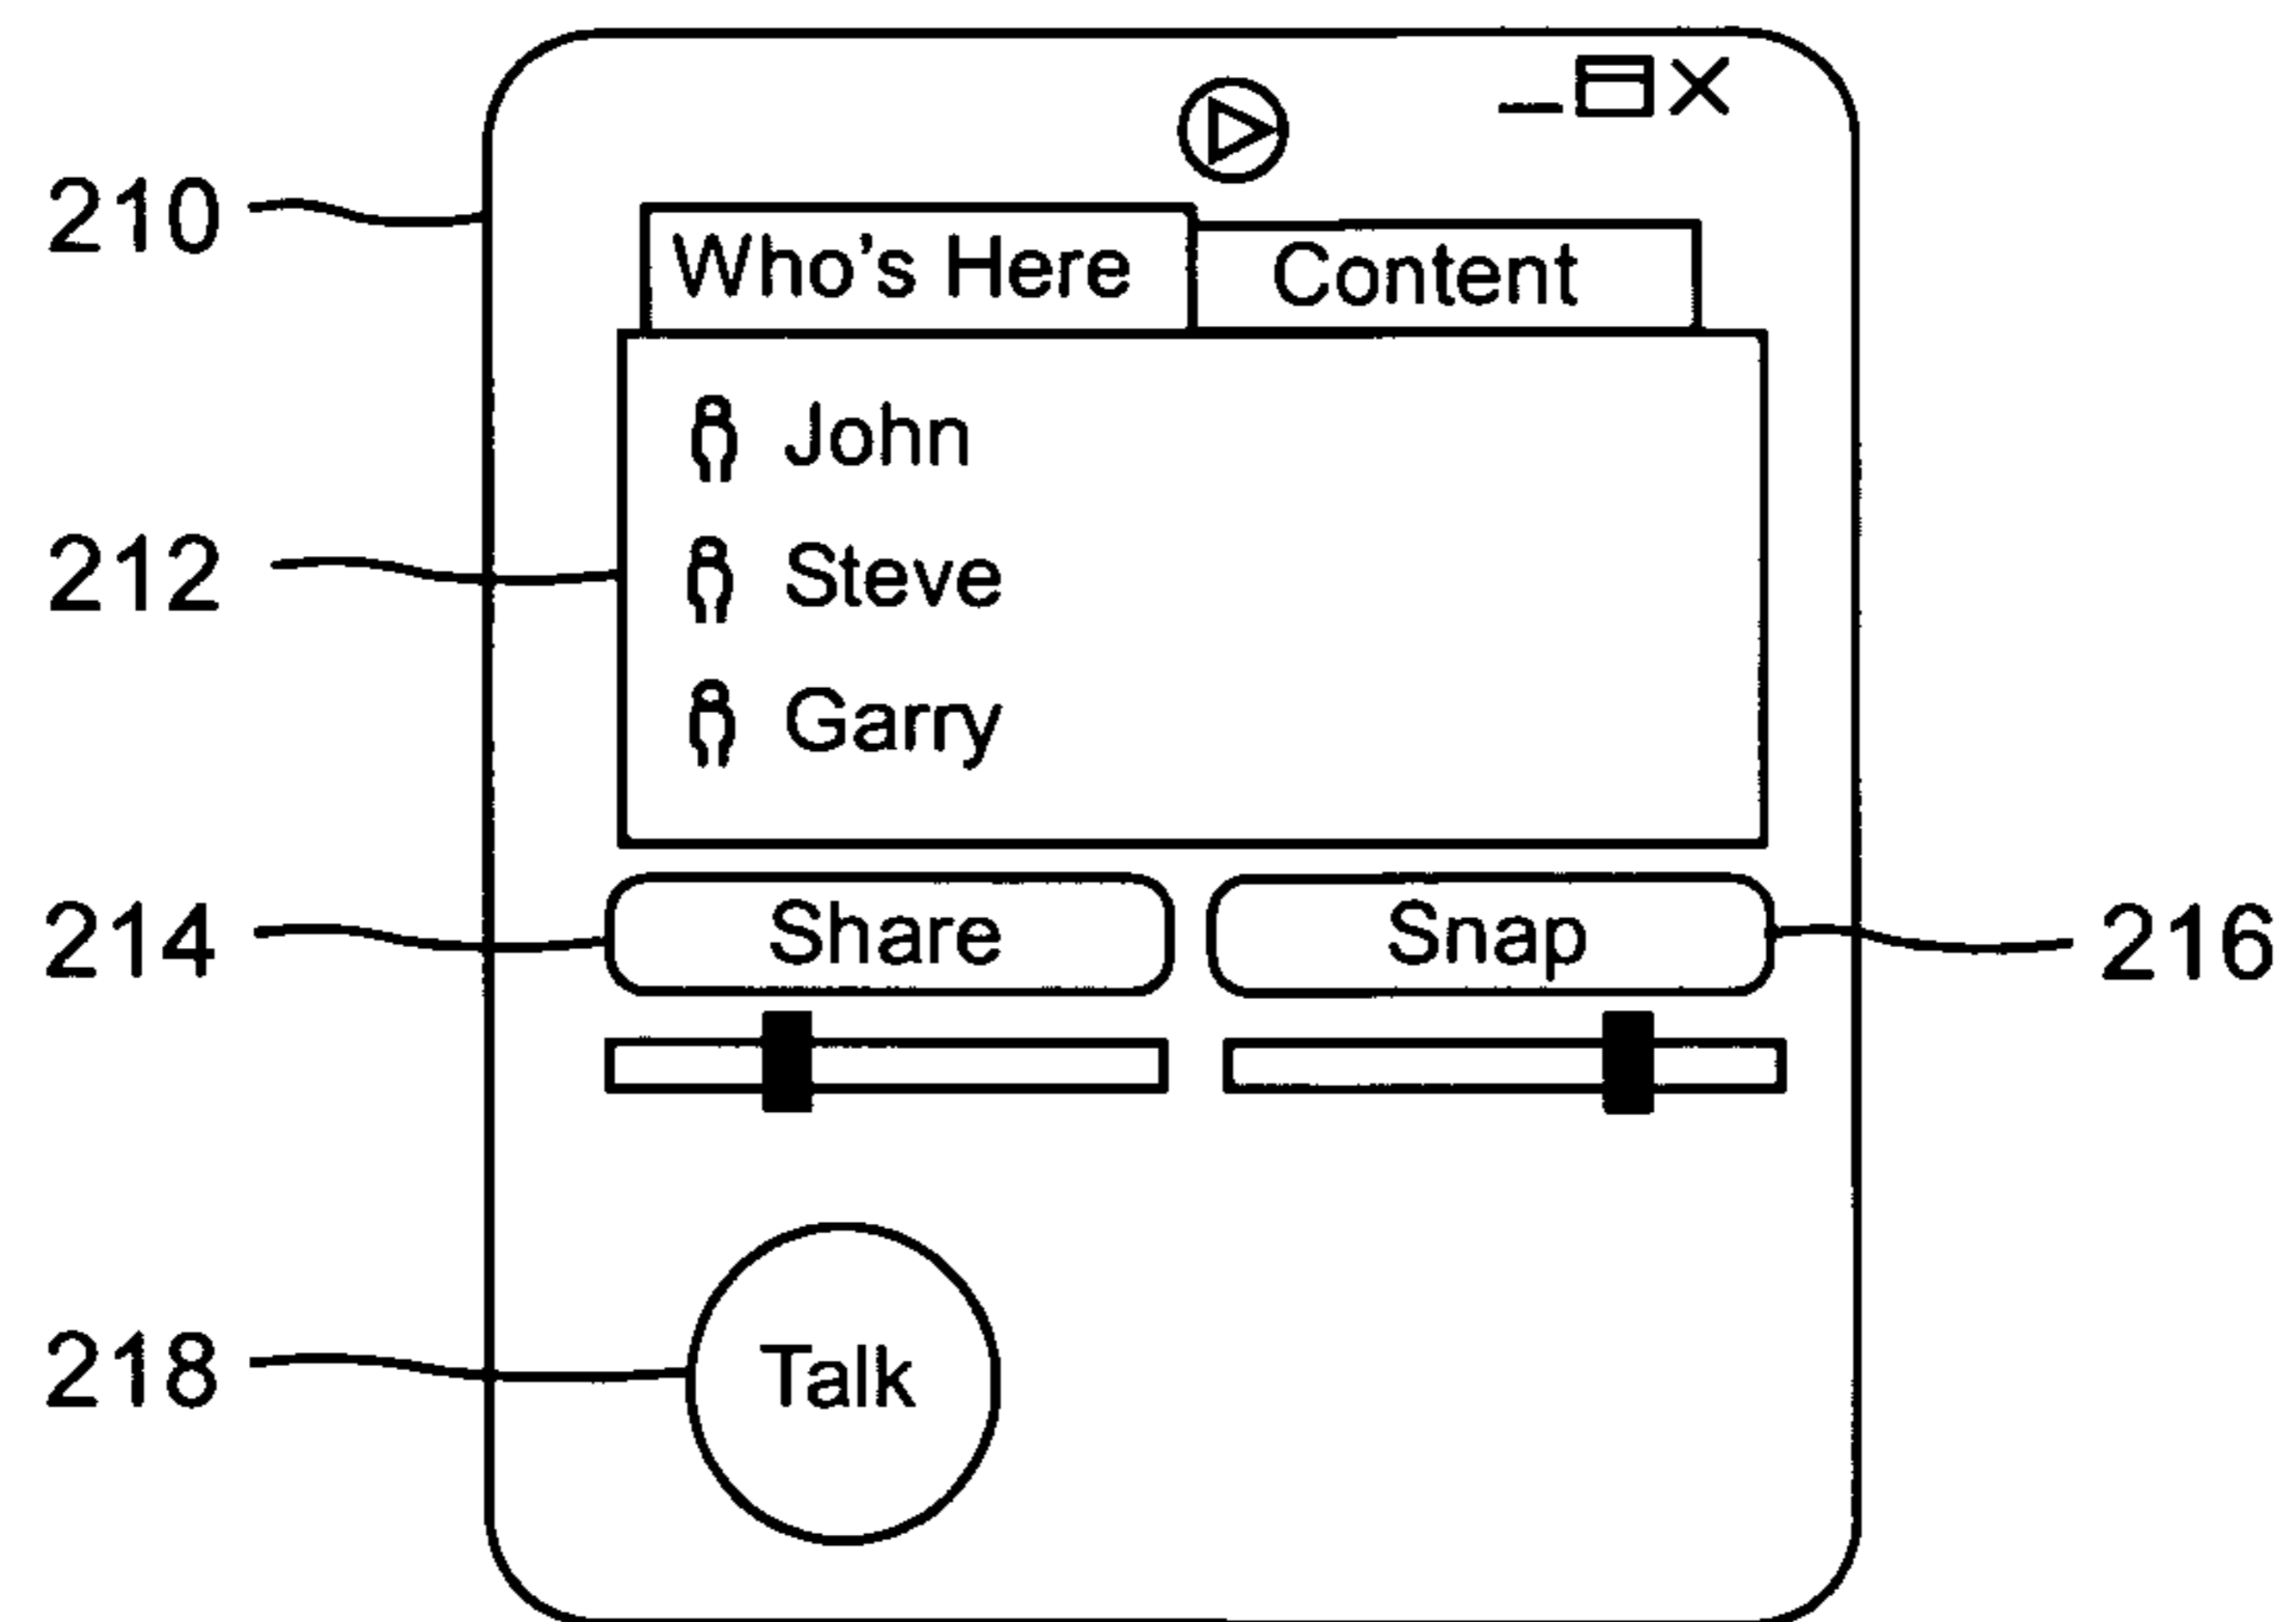 210
Who's Here Content
John
212
Steve
Garry
214
Share Snap
216
218
Talk